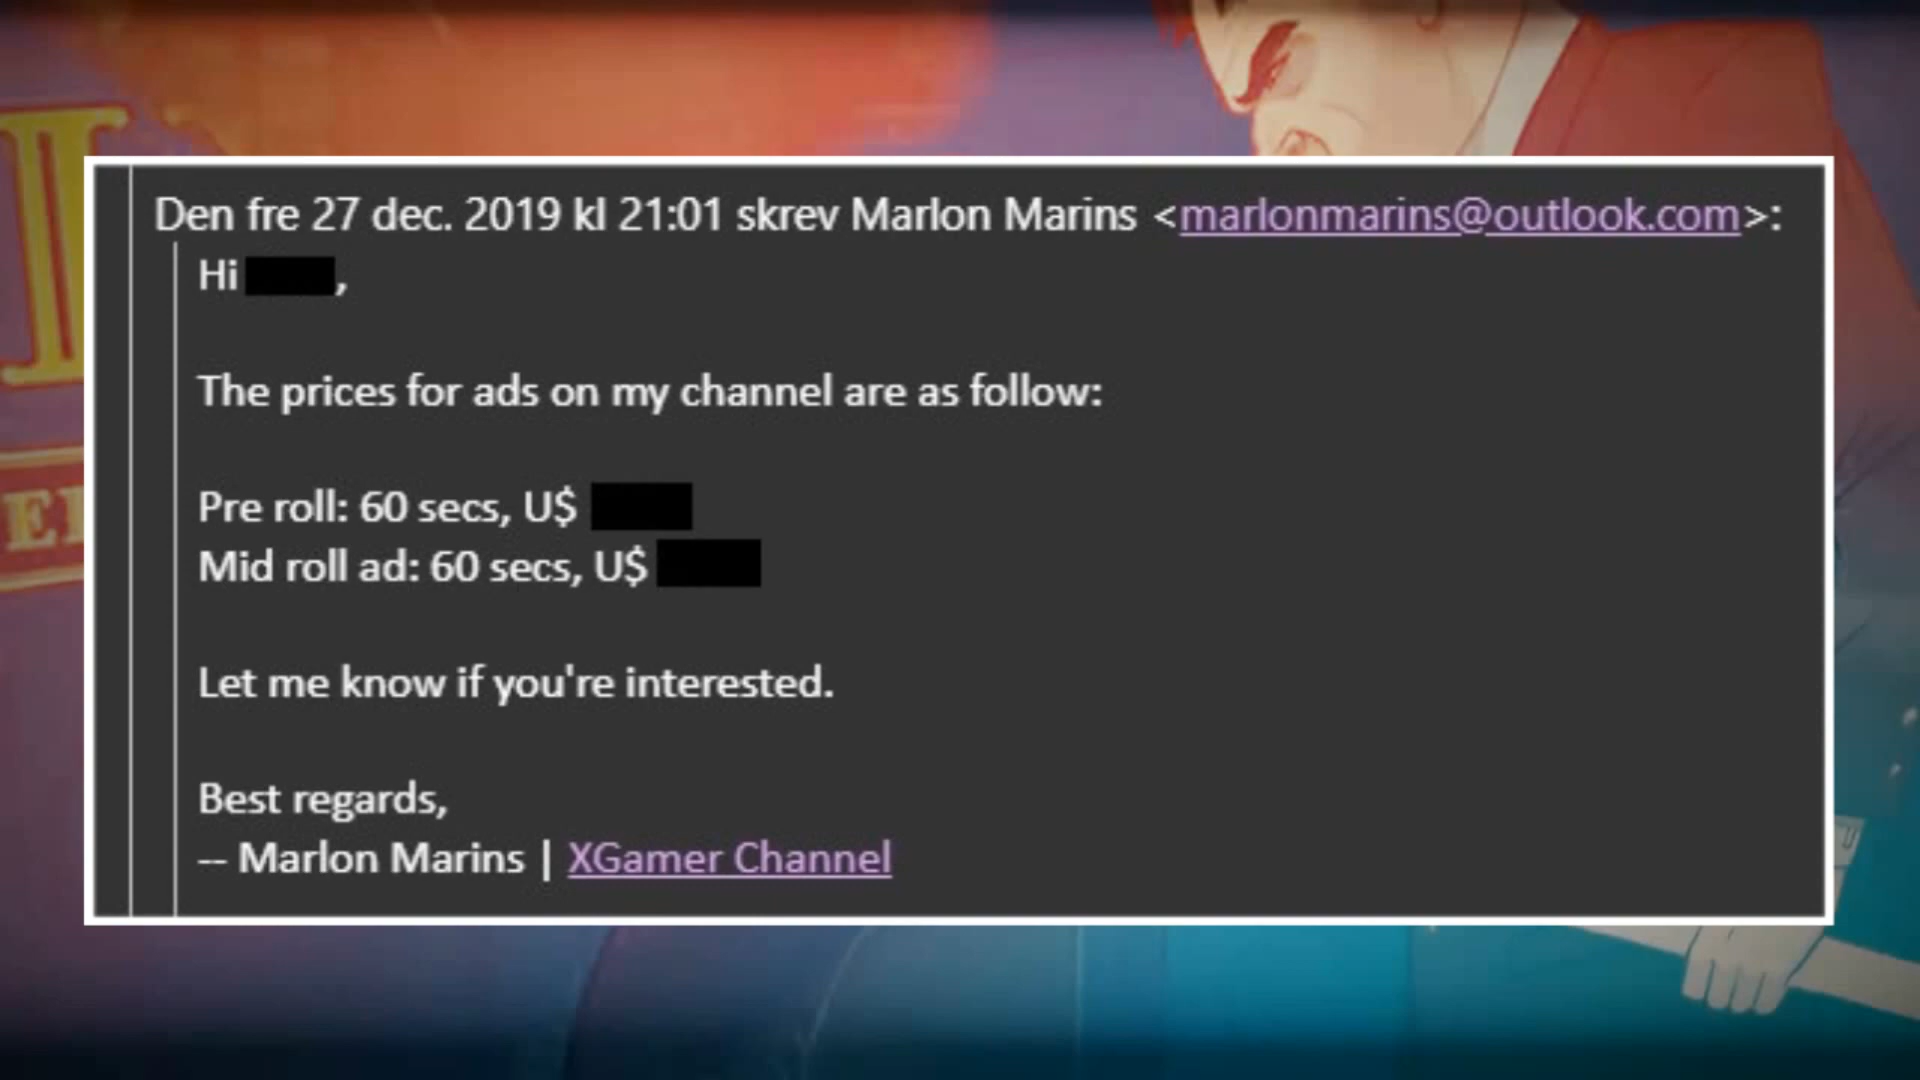 Den fre 27 dec. 2019 kl 21:01 skrev Marlon Marins <marlonmarins@outlook.com>:
Hi ,
The prices for ads on my channel are as follow:
Pre roll: 60 secs, U$
Mid roll ad: 60 secs, U$
Let me know if you're interested.
Best regards,
-- Marlon Marins | XGamer Channel